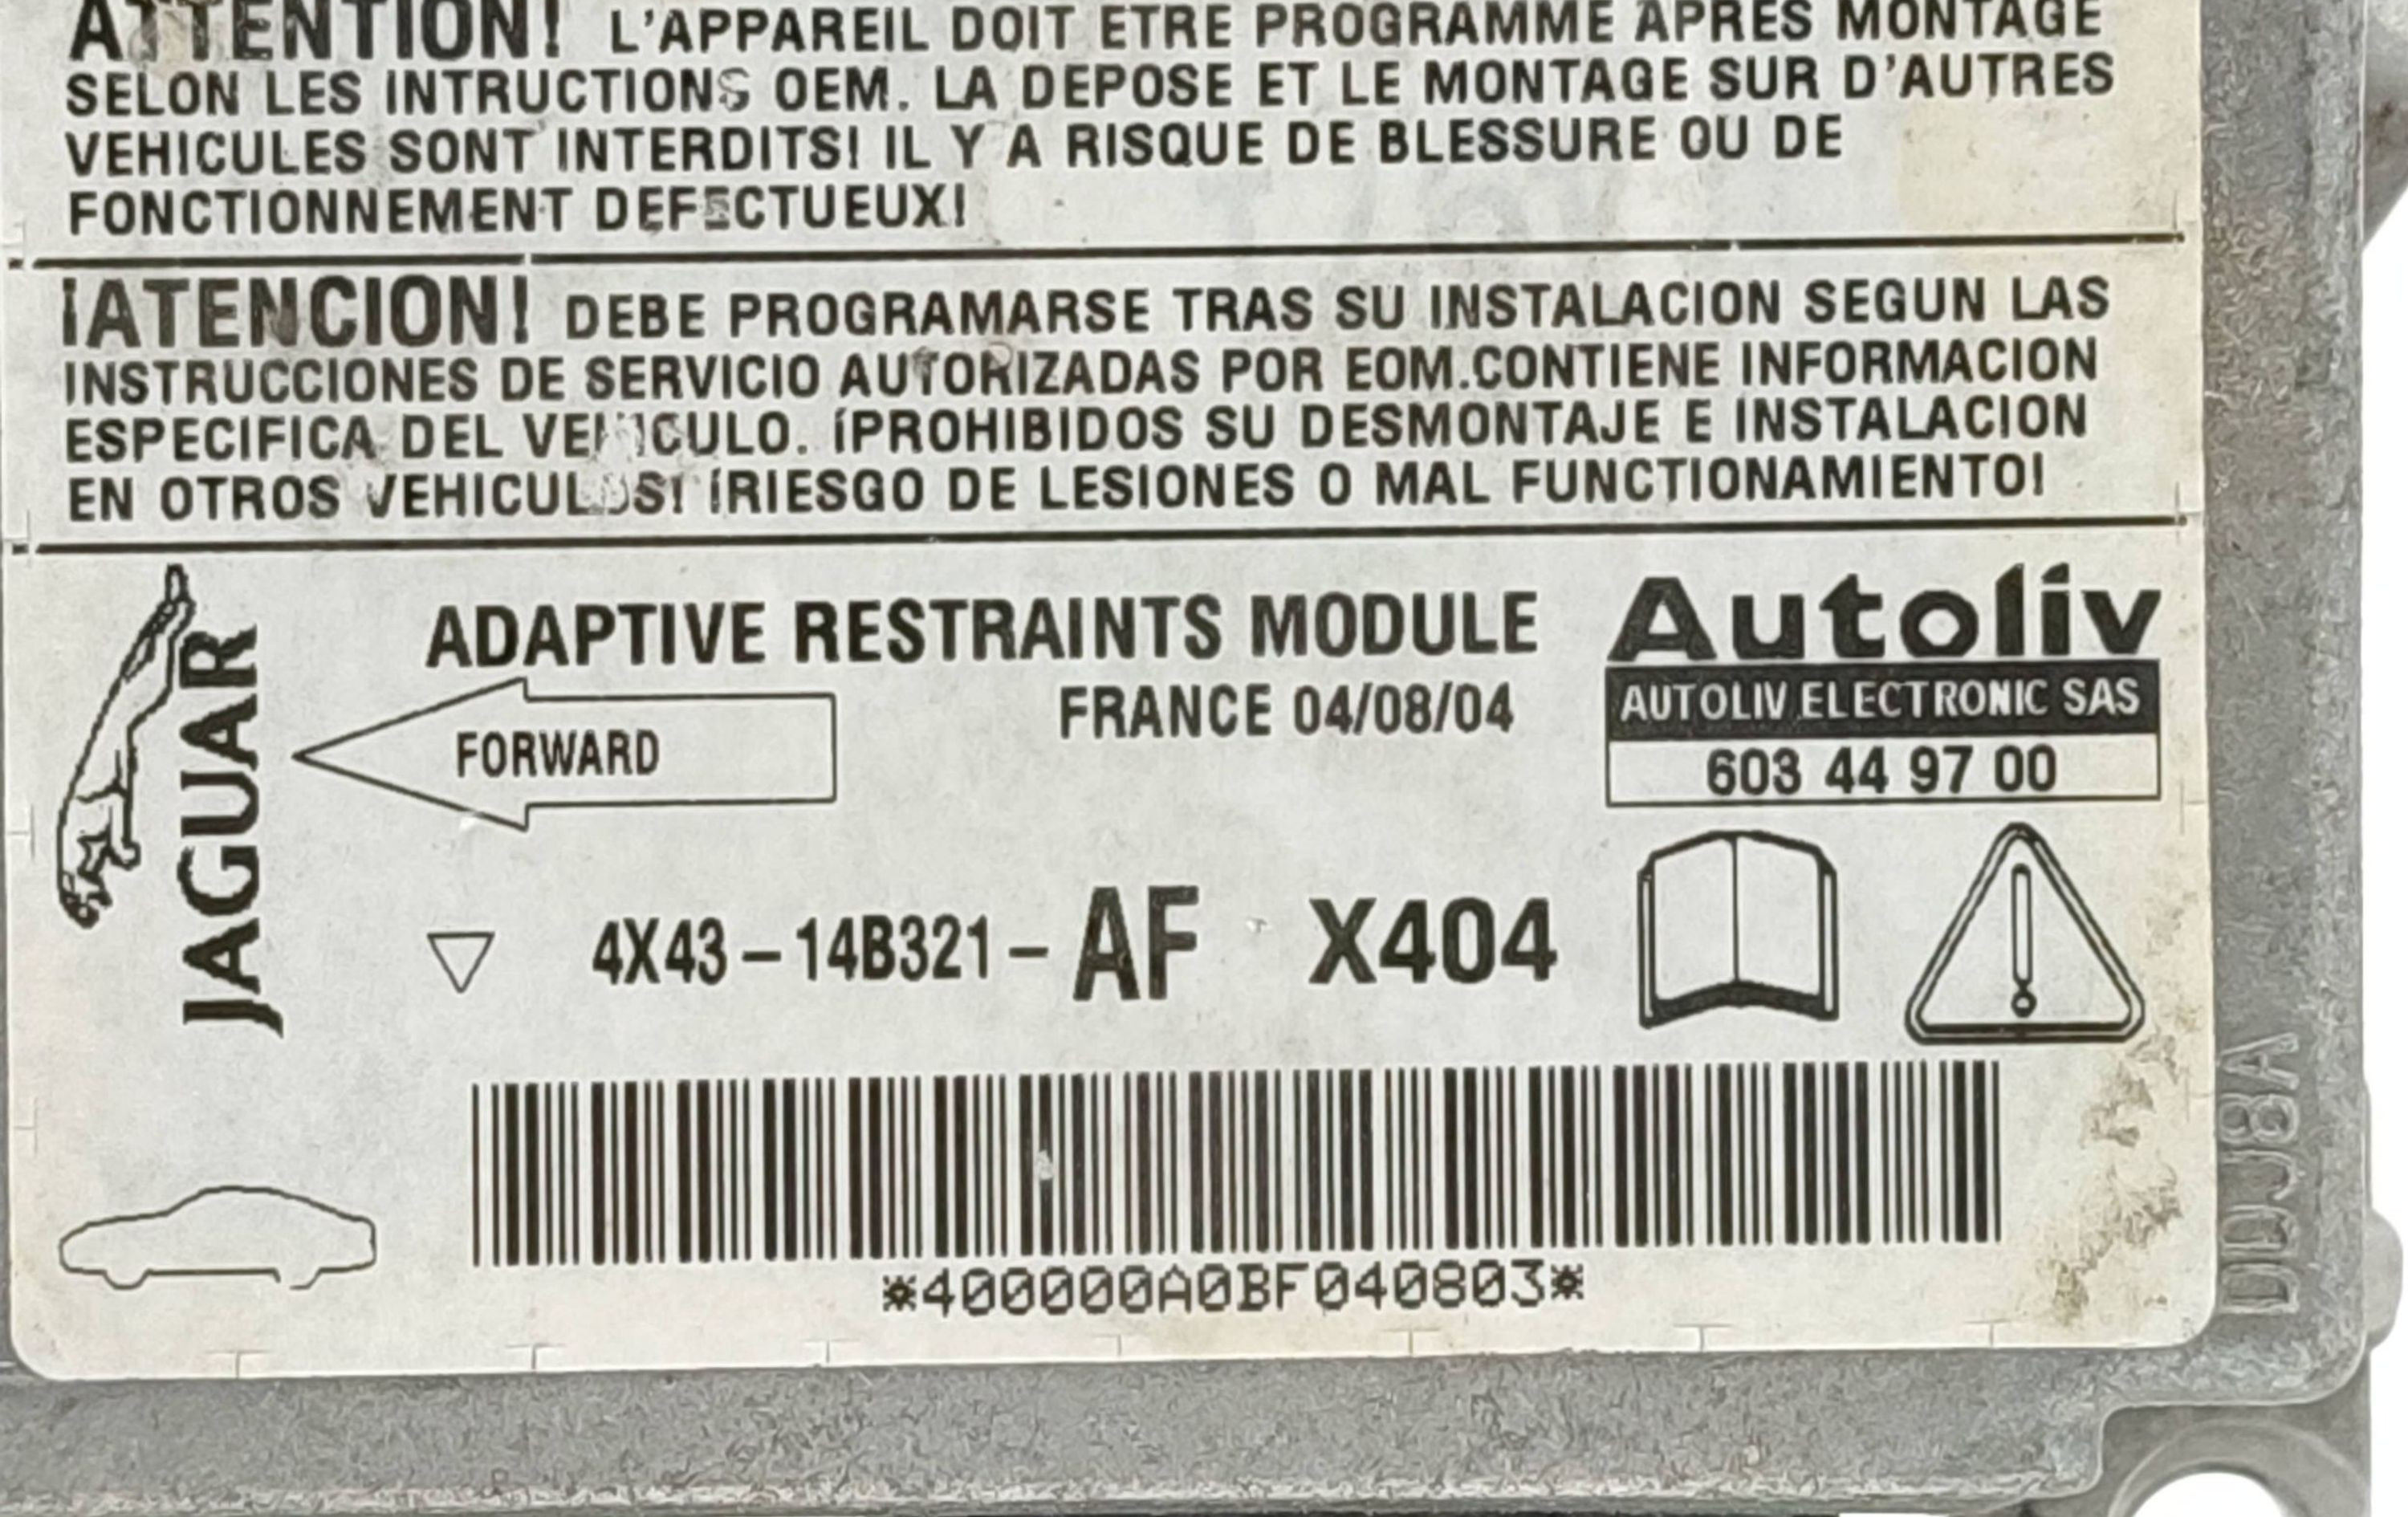 ATTENTION! L'APPAREIL DOIT ETRE PROGRAMME APRES MONTAGE
SELON LES INTRUCTIONS OEM. LA DEPOSE ET LE MONTAGE SUR D'AUTRES
VEHICULES SONT INTERDITS! IL Y A RISQUE DE BLESSURE OU DE
FONCTIONNEMENT DEFECTUEUX!
¡ATENCION! DEBE PROGRAMARSE TRAS SU INSTALACION SEGUN LAS
INSTRUCCIONES DE SERVICIO AUTORIZADAS POR EOM.CONTIENE INFORMACION
ESPECIFICA DEL VEHICULO. ¡PROHIBIDOS SU DESMONTAJE E INSTALACION
EN OTROS VEHICULOS! ¡RIESGO DE LESIONES O MAL FUNCTIONAMIENTO!
JAGUAR
ADAPTIVE RESTRAINTS MODULE
FORWARD
FRANCE 04/08/04
Autoliv
AUTOLIV ELECTRONIC SAS
603 44 97 00
4X43-14B321-AF X404
*400000A0BF040803*
DDJ8A